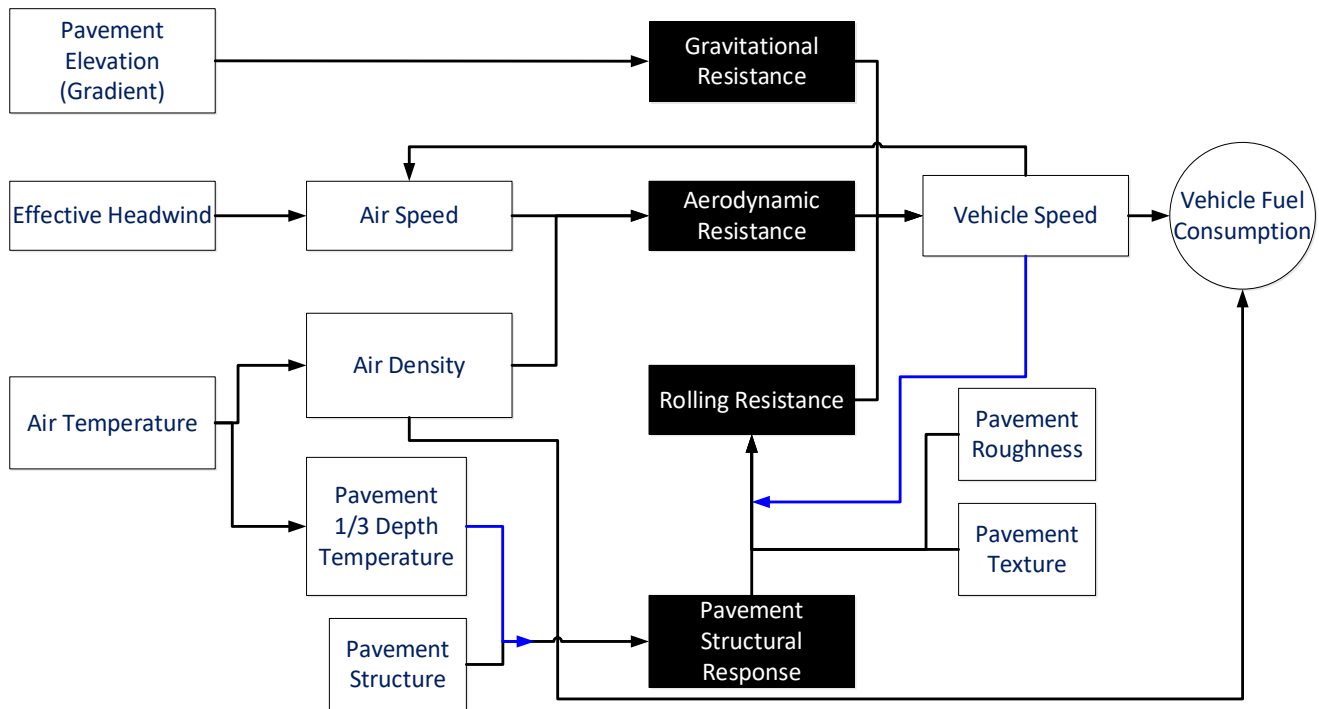 Pavement
Elevation
(Gradient)
Gravitational
Resistance
Effective Headwind
Air Speed
Aerodynamic
Resistance
Vehicle Speed
Vehicle Fuel
Consumption
Air Temperature
Air Density
Rolling Resistance
Pavement
Roughness
Pavement
1/3 Depth
Temperature
Pavement
Texture
Pavement
Structure
Pavement
Structural
Response